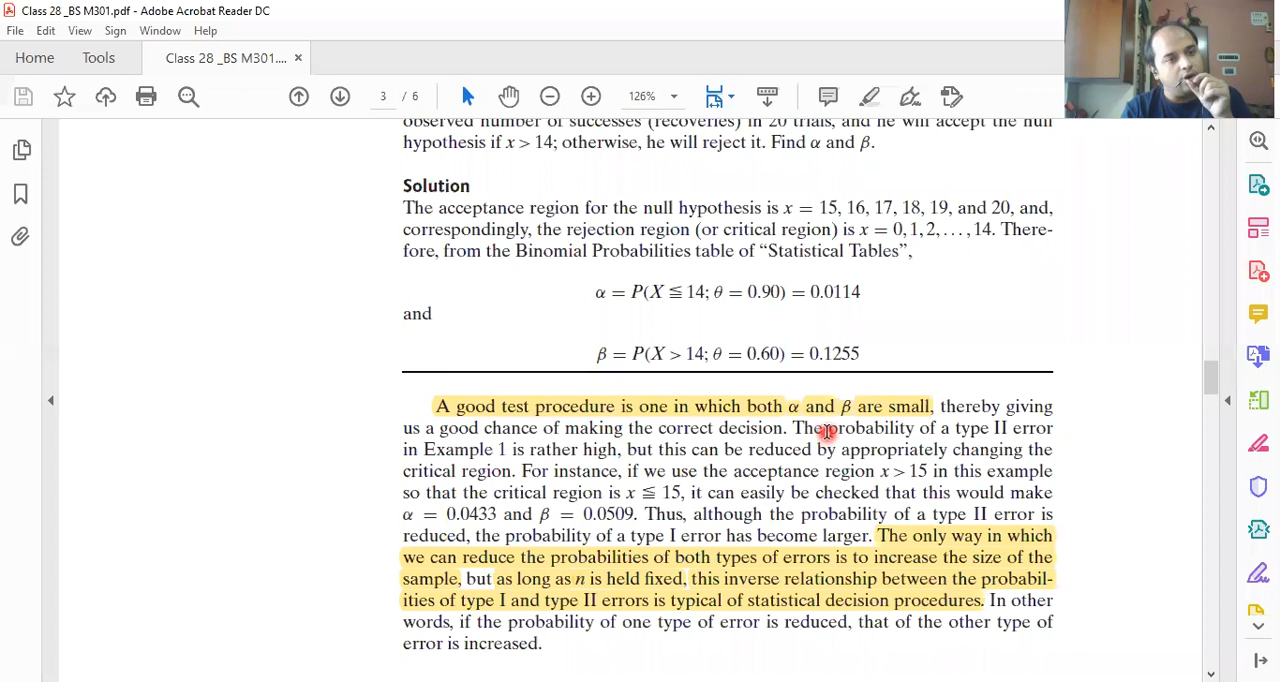 Class 28 _BS M301.pdf - Adobe Acrobat Reader DC
File Edit View Sign Window Help
Home Tools Class 28 _BS M301.... ×
3 / 6 126%
observed number of successes (recoveries) in 20 trials, and he will accept the null
hypothesis if x > 14; otherwise, he will reject it. Find α and β.
Solution
The acceptance region for the null hypothesis is x = 15, 16, 17, 18, 19, and 20, and,
correspondingly, the rejection region (or critical region) is x = 0, 1, 2, . . . , 14. There-
fore, from the Binomial Probabilities table of “Statistical Tables”,
α = P(X ≦ 14; θ = 0.90) = 0.0114
and
β = P(X > 14; θ = 0.60) = 0.1255
A good test procedure is one in which both α and β are small, thereby giving
us a good chance of making the correct decision. The probability of a type II error
in Example 1 is rather high, but this can be reduced by appropriately changing the
critical region. For instance, if we use the acceptance region x > 15 in this example
so that the critical region is x ≦ 15, it can easily be checked that this would make
α = 0.0433 and β = 0.0509. Thus, although the probability of a type II error is
reduced, the probability of a type I error has become larger. The only way in which
we can reduce the probabilities of both types of errors is to increase the size of the
sample, but as long as n is held fixed, this inverse relationship between the probabil-
ities of type I and type II errors is typical of statistical decision procedures. In other
words, if the probability of one type of error is reduced, that of the other type of
error is increased.